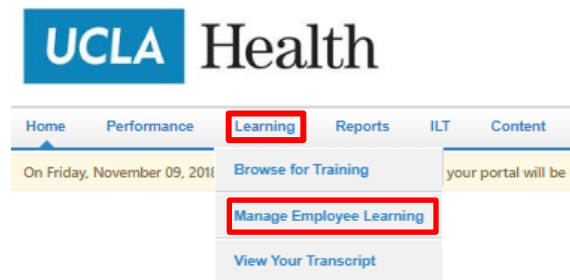 UCLA Health
Home Performance Learning Reports ILT Content
On Friday, November 09, 2018 your portal will be
Browse for Training
Manage Employee Learning
View Your Transcript